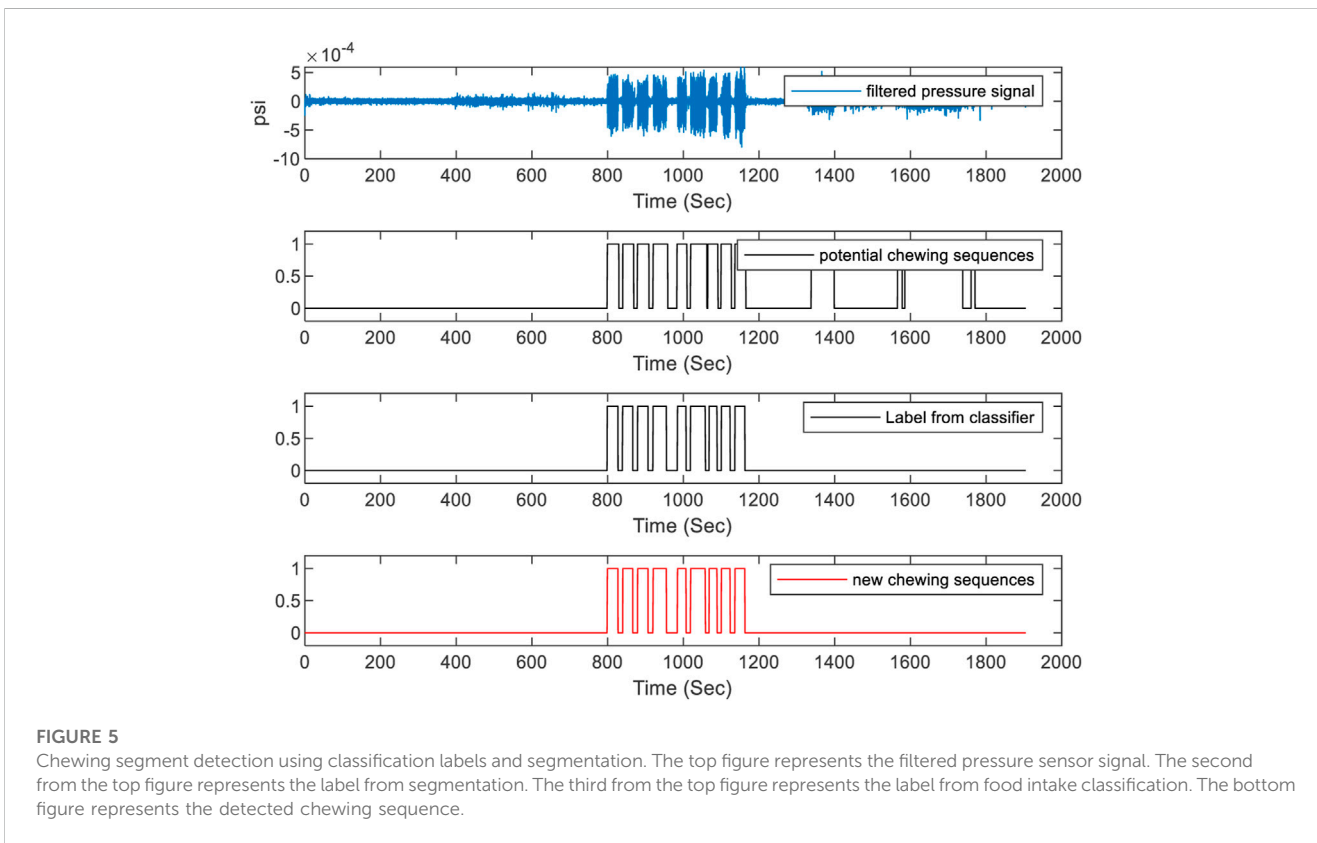 ×10⁻⁴
5
0
-5
-10
psi
filtered pressure signal
0 200 400 600 800 1000 1200 1400 1600 1800 2000
Time (Sec)
1
0.5
0
potential chewing sequences
0 200 400 600 800 1000 1200 1400 1600 1800 2000
Time (Sec)
1
0.5
0
Label from classifier
0 200 400 600 800 1000 1200 1400 1600 1800 2000
Time (Sec)
1
0.5
0
new chewing sequences
0 200 400 600 800 1000 1200 1400 1600 1800 2000
Time (Sec)
FIGURE 5
Chewing segment detection using classification labels and segmentation. The top figure represents the filtered pressure sensor signal. The second
from the top figure represents the label from segmentation. The third from the top figure represents the label from food intake classification. The bottom
figure represents the detected chewing sequence.